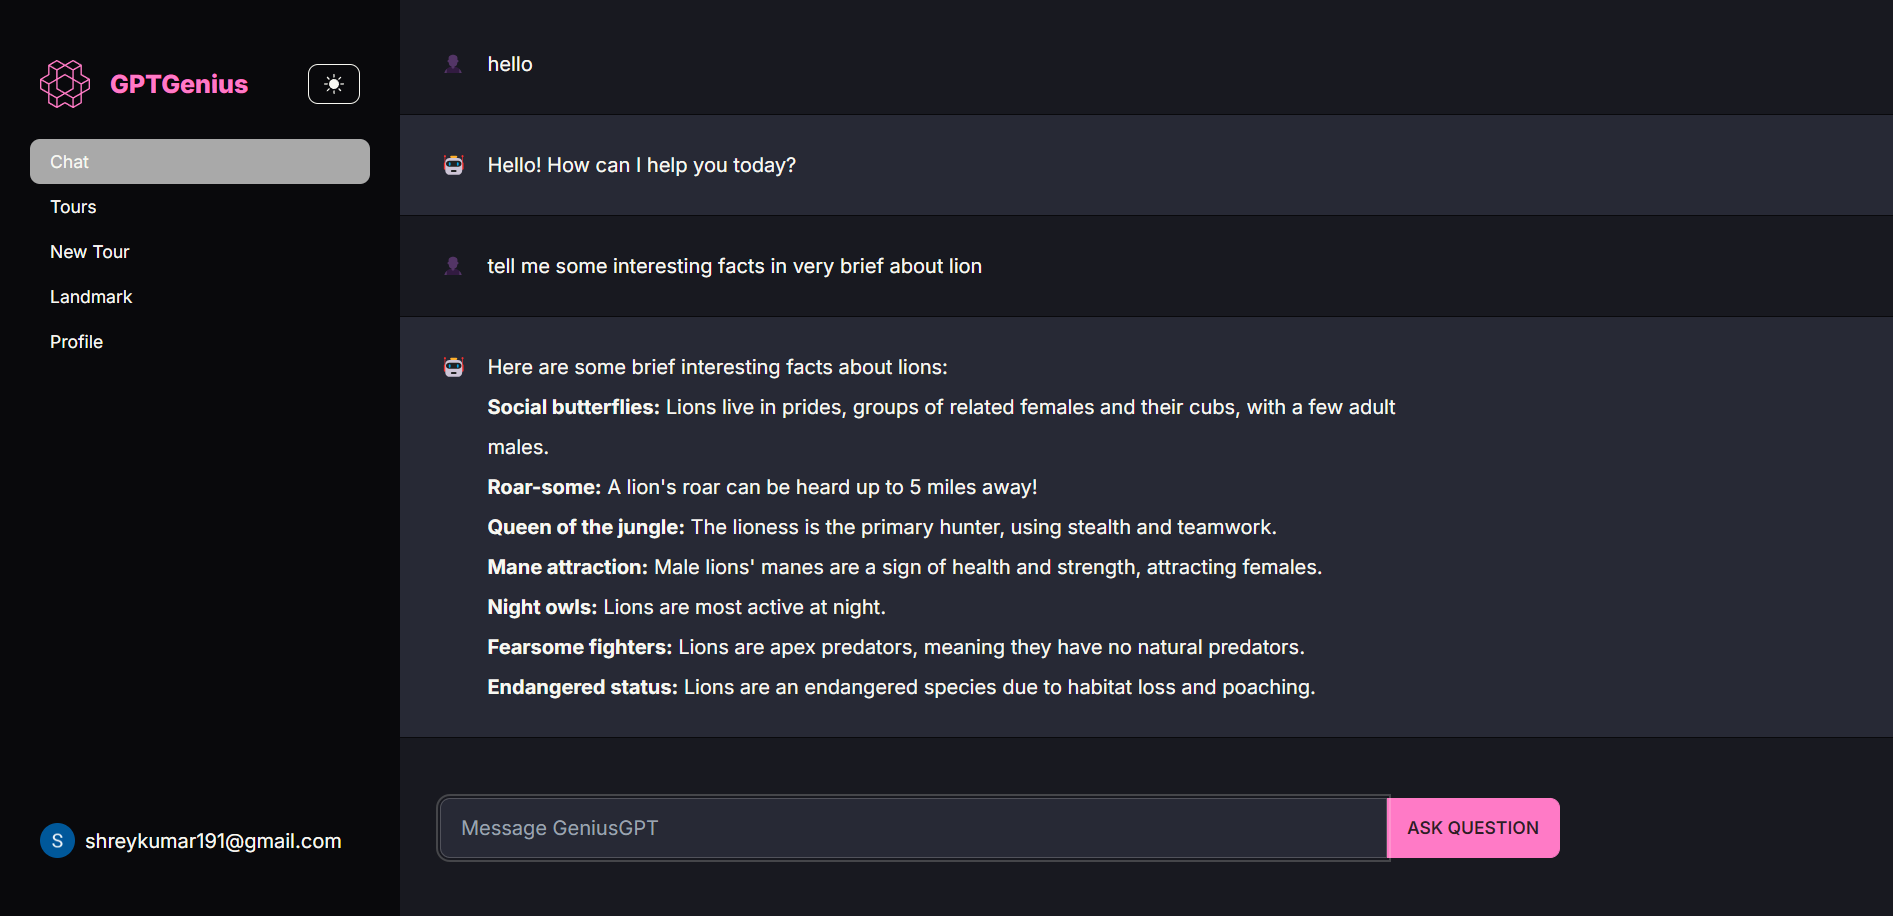 GPTGenius
Chat
Tours
New Tour
Landmark
Profile
S shreykumar191@gmail.com
hello
Hello! How can I help you today?
tell me some interesting facts in very brief about lion
Here are some brief interesting facts about lions:
Social butterflies: Lions live in prides, groups of related females and their cubs, with a few adult
males.
Roar-some: A lion's roar can be heard up to 5 miles away!
Queen of the jungle: The lioness is the primary hunter, using stealth and teamwork.
Mane attraction: Male lions' manes are a sign of health and strength, attracting females.
Night owls: Lions are most active at night.
Fearsome fighters: Lions are apex predators, meaning they have no natural predators.
Endangered status: Lions are an endangered species due to habitat loss and poaching.
Message GeniusGPT
ASK QUESTION